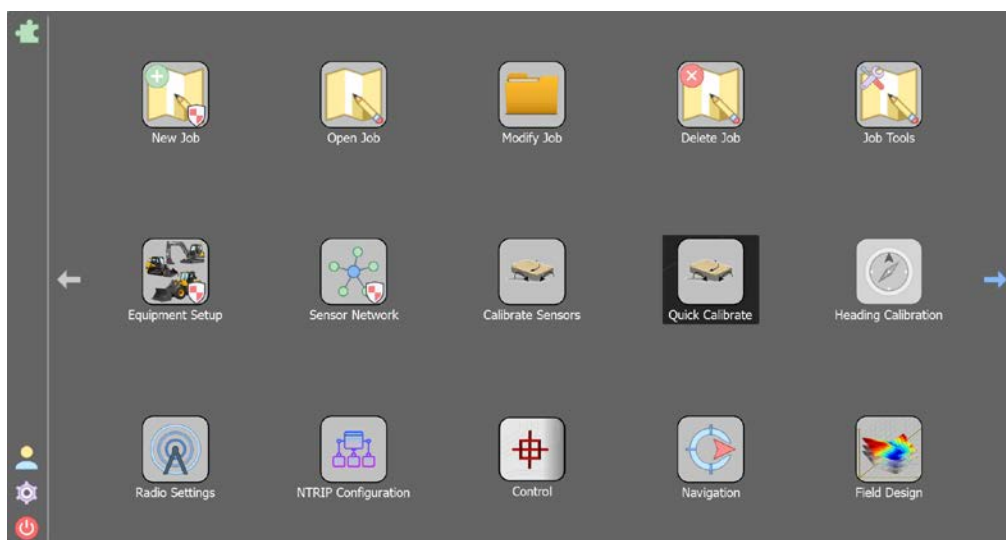 New Job
Open Job
Modify Job
Delete Job
Job Tools
Equipment Setup
Sensor Network
Calibrate Sensors
Quick Calibrate
Heading Calibration
Radio Settings
NTRIP Configuration
Control
Navigation
Field Design